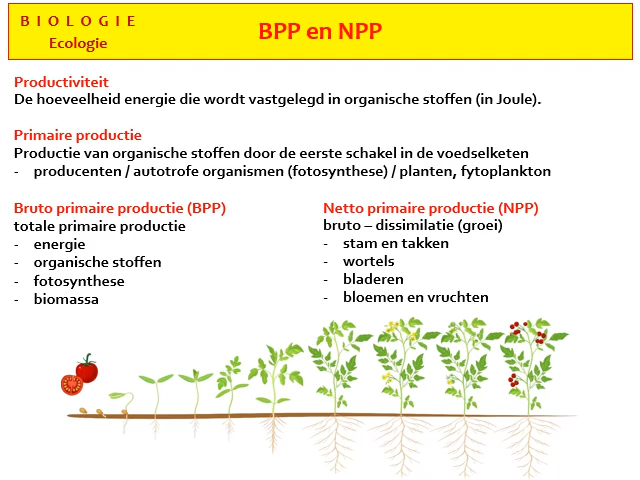 BIOLOGIE
Ecologie
BPP en NPP
Productiviteit
De hoeveelheid energie die wordt vastgelegd in organische stoffen (in Joule).
Primaire productie
Productie van organische stoffen door de eerste schakel in de voedselketen
- producenten / autotrofe organismen (fotosynthese) / planten, fytoplankton
Bruto primaire productie (BPP)
totale primaire productie
- energie
- organische stoffen
- fotosynthese
- biomassa
Netto primaire productie (NPP)
bruto – dissimilatie (groei)
- stam en takken
- wortels
- bladeren
- bloemen en vruchten